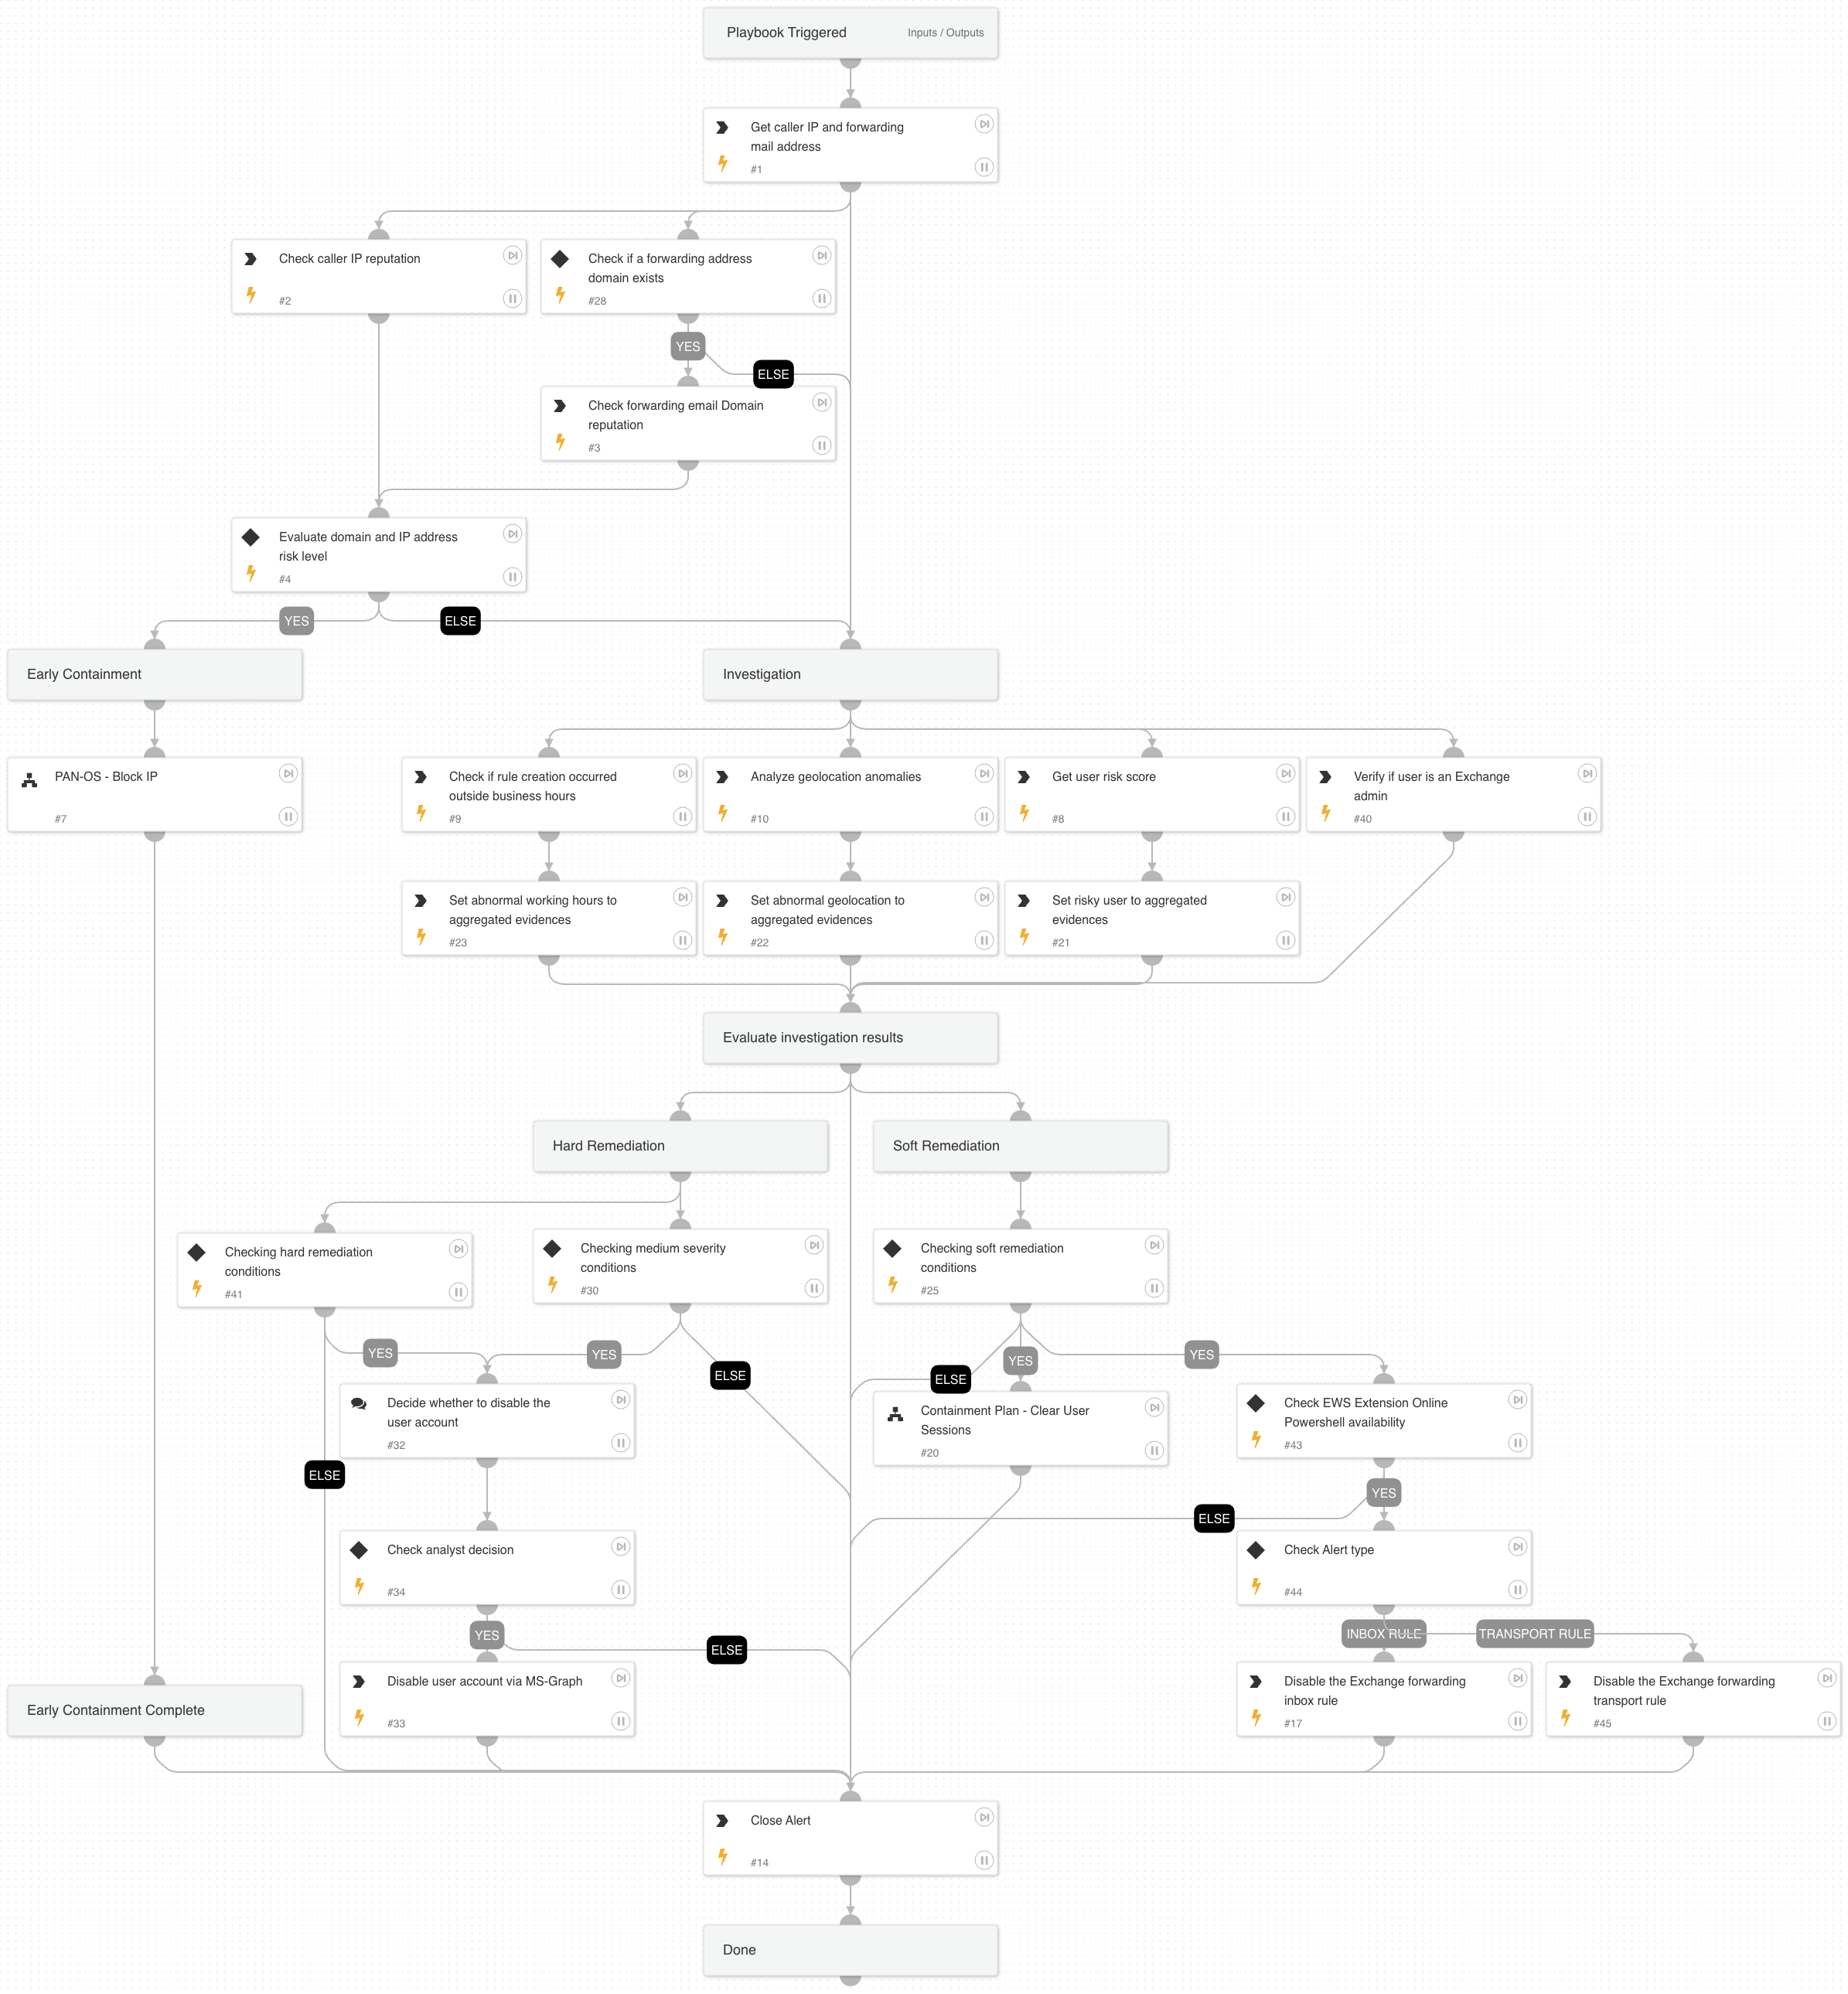 Playbook Triggered
Inputs / Outputs
Get caller IP and forwarding
mail address
#1
Check caller IP reputation
#2
Check if a forwarding address
domain exists
#28
YES
ELSE
Check forwarding email Domain
reputation
#3
Evaluate domain and IP address
risk level
#4
YES
ELSE
Early Containment
Investigation
PAN-OS - Block IP
#7
Check if rule creation occurred
outside business hours
#9
Analyze geolocation anomalies
#10
Get user risk score
#8
Verify if user is an Exchange
admin
#40
Set abnormal working hours to
aggregated evidences
#23
Set abnormal geolocation to
aggregated evidences
#22
Set risky user to aggregated
evidences
#21
Evaluate investigation results
Hard Remediation
Soft Remediation
Checking hard remediation
conditions
#41
Checking medium severity
conditions
#30
Checking soft remediation
conditions
#25
YES
YES
ELSE
ELSE
YES
YES
Decide whether to disable the
user account
#32
Containment Plan - Clear User
Sessions
#20
Check EWS Extension Online
Powershell availability
#43
ELSE
YES
ELSE
Check analyst decision
#34
Check Alert type
#44
YES
ELSE
INBOX RULE
TRANSPORT RULE
Disable user account via MS-Graph
#33
Disable the Exchange forwarding
inbox rule
#17
Disable the Exchange forwarding
transport rule
#45
Early Containment Complete
Close Alert
#14
Done